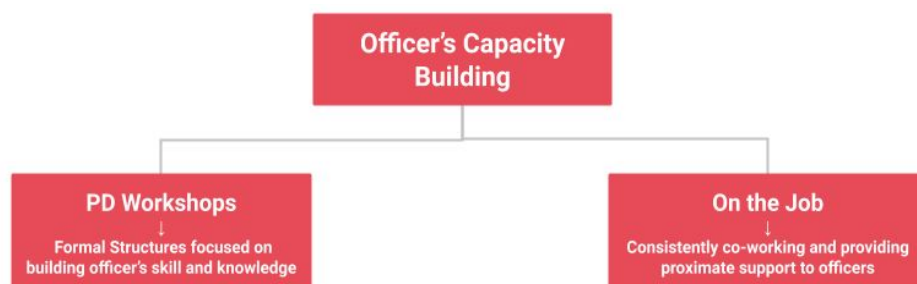 Officer's Capacity
Building
PD Workshops
↓
Formal Structures focused on
building officer's skill and knowledge
On the Job
↓
Consistently co-working and providing
proximate support to officers